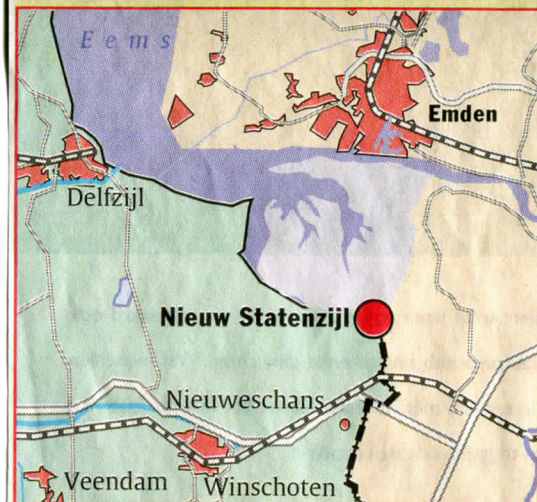 Eems
Emden
Delfzijl
Nieuw Statenzijl
Nieuweschans
Veendam
Winschoten